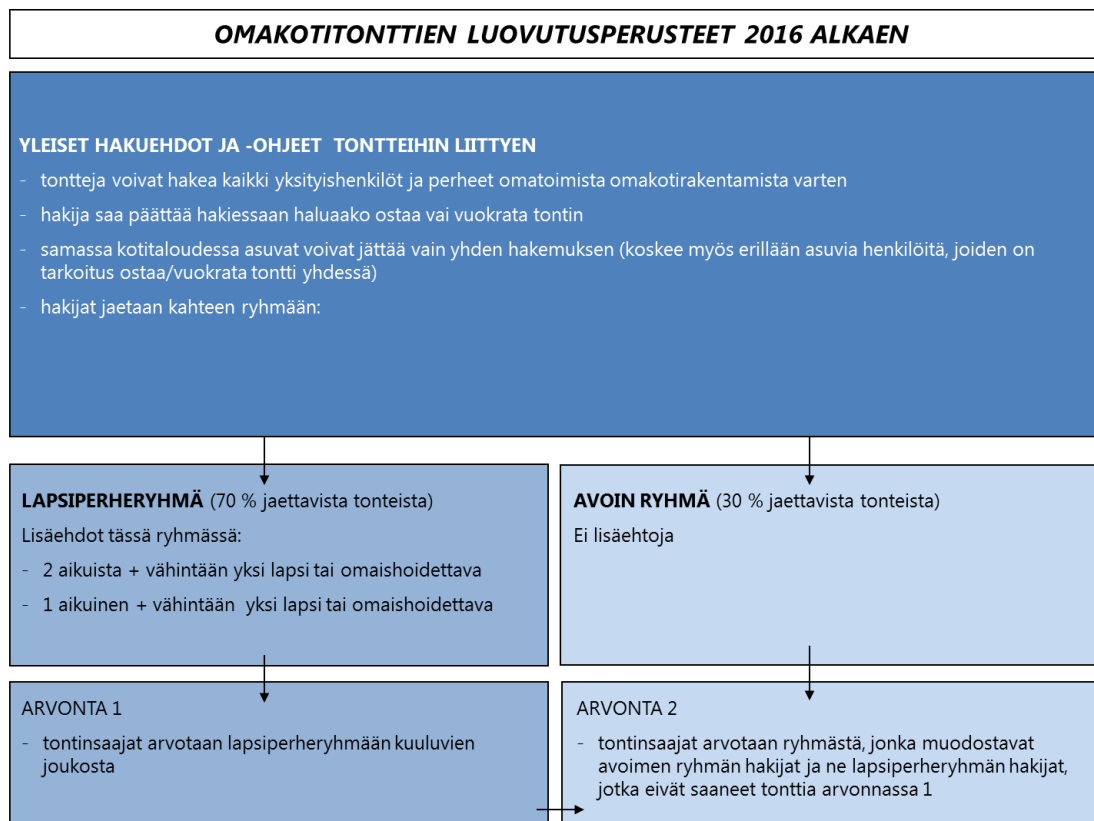 OMAKOTITONTTIEN LUOVUTUSPERUSTEET 2016 ALKAEN
YLEISET HAKUEHDOT JA -OHJEET TONTTEIHIN LIITTYEN
- tontteja voivat hakea kaikki yksityishenkilöt ja perheet omatoimista omakotirakentamista varten
- hakija saa päättää hakiessaan haluaako ostaa vai vuokrata tontin
- samassa kotitaloudessa asuvat voivat jättää vain yhden hakemuksen (koskee myös erillään asuvia henkilöitä, joiden on
tarkoitus ostaa/vuokrata tontti yhdessä)
- hakijat jaetaan kahteen ryhmään:
LAPSIPERHERYHMÄ (70 % jaettavista tonteista)
Lisäehdot tässä ryhmässä:
- 2 aikuista + vähintään yksi lapsi tai omaishoidettava
- 1 aikuinen + vähintään yksi lapsi tai omaishoidettava
AVOIN RYHMÄ (30 % jaettavista tonteista)
Ei lisäehtoja
ARVONTA 1
- tontinsaajat arvotaan lapsiperheryhmään kuuluvien
joukosta
ARVONTA 2
- tontinsaajat arvotaan ryhmästä, jonka muodostavat
avoimen ryhmän hakijat ja ne lapsiperheryhmän hakijat,
jotka eivät saaneet tonttia arvonnassa 1